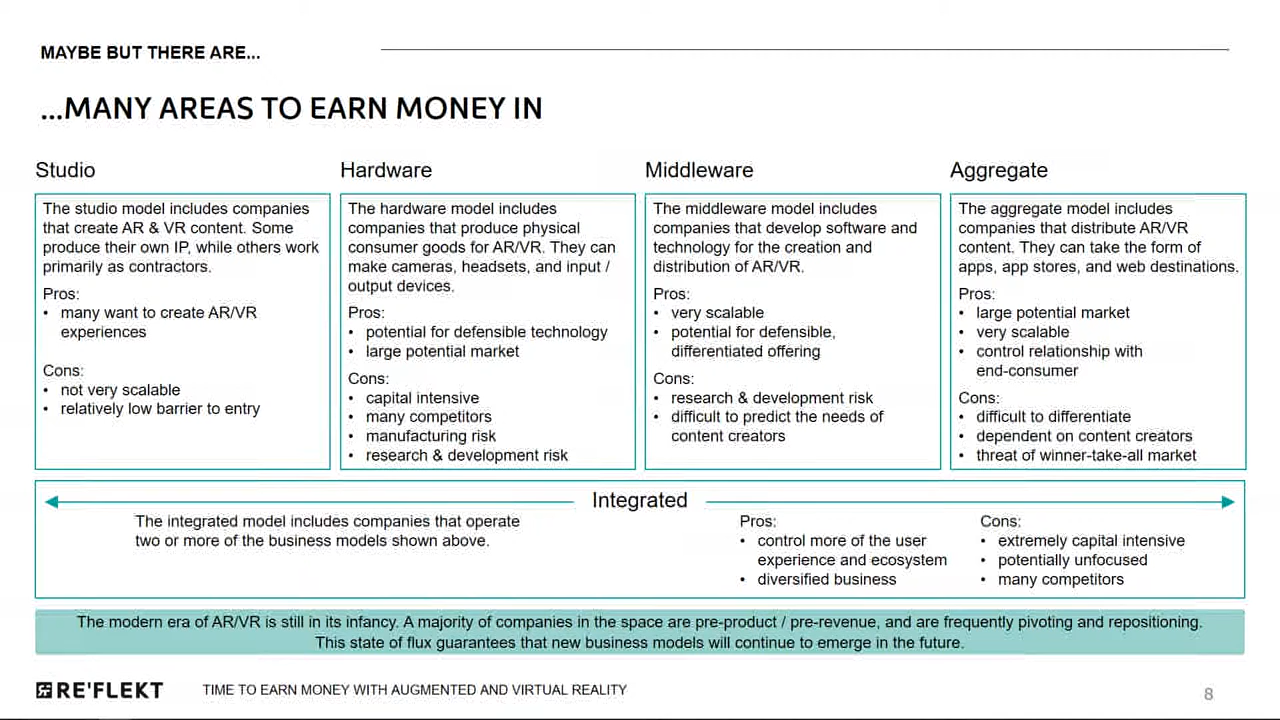 MAYBE BUT THERE ARE...
...MANY AREAS TO EARN MONEY IN
Studio
The studio model includes companies
that create AR & VR content. Some
produce their own IP, while others work
primarily as contractors.
Pros:
• many want to create AR/VR
experiences
Cons:
• not very scalable
• relatively low barrier to entry
Hardware
The hardware model includes
companies that produce physical
consumer goods for AR/VR. They can
make cameras, headsets, and input /
output devices.
Pros:
• potential for defensible technology
• large potential market
Cons:
• capital intensive
• many competitors
• manufacturing risk
• research & development risk
Middleware
The middleware model includes
companies that develop software and
technology for the creation and
distribution of AR/VR.
Pros:
• very scalable
• potential for defensible,
differentiated offering
Cons:
• research & development risk
• difficult to predict the needs of
content creators
Aggregate
The aggregate model includes
companies that distribute AR/VR
content. They can take the form of
apps, app stores, and web destinations.
Pros:
• large potential market
• very scalable
• control relationship with
end-consumer
Cons:
• difficult to differentiate
• dependent on content creators
• threat of winner-take-all market
Integrated
The integrated model includes companies that operate
two or more of the business models shown above.
Pros:
• control more of the user
experience and ecosystem
• diversified business
Cons:
• extremely capital intensive
• potentially unfocused
• many competitors
The modern era of AR/VR is still in its infancy. A majority of companies in the space are pre-product / pre-revenue, and are frequently pivoting and repositioning.
This state of flux guarantees that new business models will continue to emerge in the future.
RE'FLEKT
TIME TO EARN MONEY WITH AUGMENTED AND VIRTUAL REALITY
8